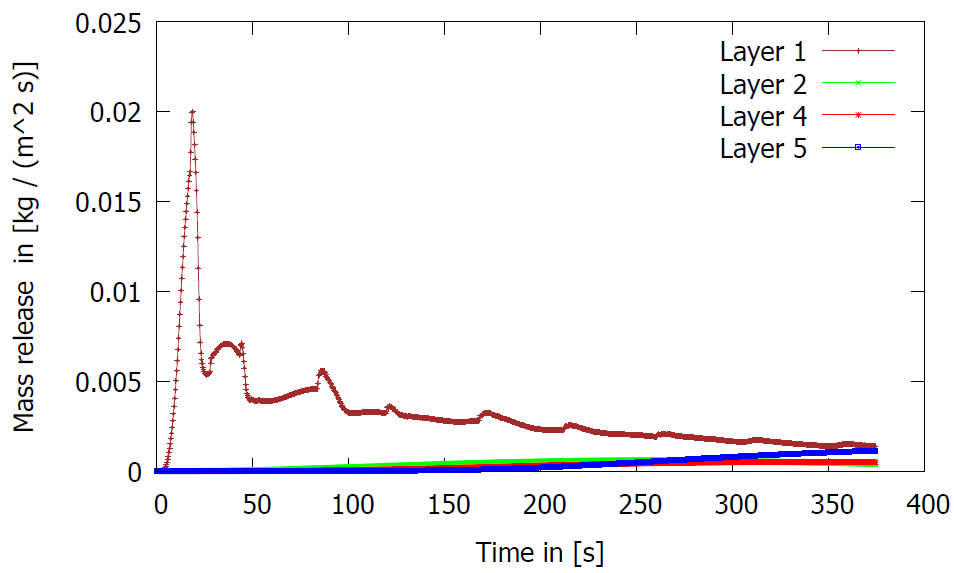 0.025
0.02
0.015
0.01
0.005
0
Mass release  in [kg / (m^2 s)]
Layer 1
Layer 2
Layer 4
Layer 5
0 50 100 150 200 250 300 350 400
Time in [s]